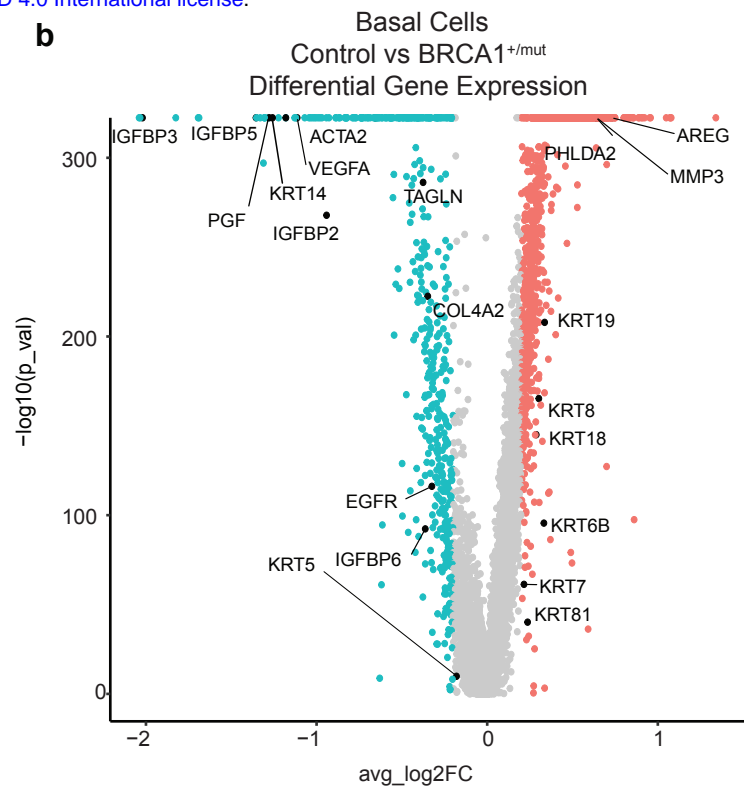 D 4.0 International license.
b
Basal Cells
Control vs BRCA1+/mut
Differential Gene Expression
IGFBP3
IGFBP5
ACTA2
AREG
VEGFA
PHLDA2
MMP3
KRT14
TAGLN
PGF
IGFBP2
COL4A2
KRT19
KRT8
KRT18
EGFR
KRT6B
IGFBP6
KRT5
KRT7
KRT81
300
200
100
0
−log10(p_val)
−2
−1
0
1
avg_log2FC